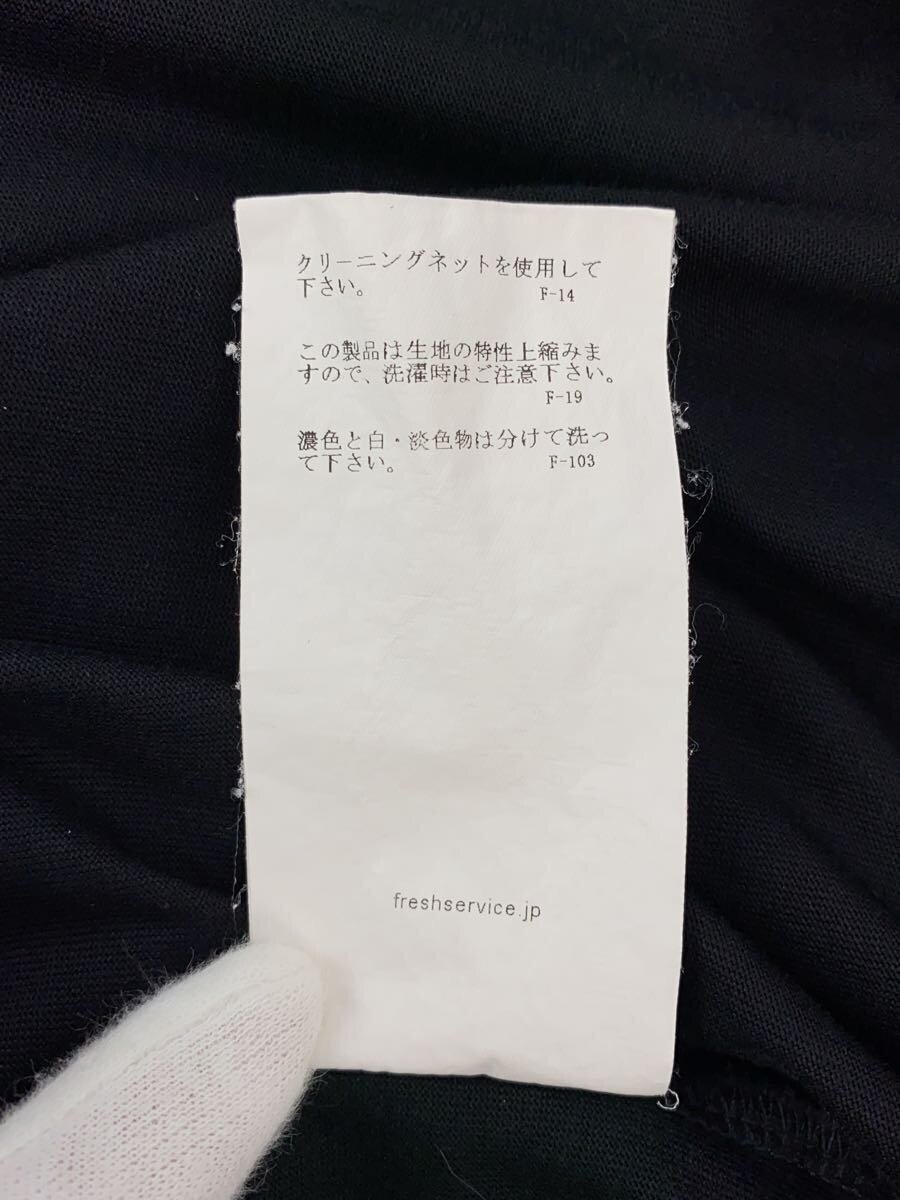 クリーニングネットを使用して
下さい。 F-14
この製品は生地の特性上縮みま
すので、洗濯時はご注意下さい。
F-19
濃色と白・淡色物は分けて洗っ
て下さい。 F-103
freshservice.jp